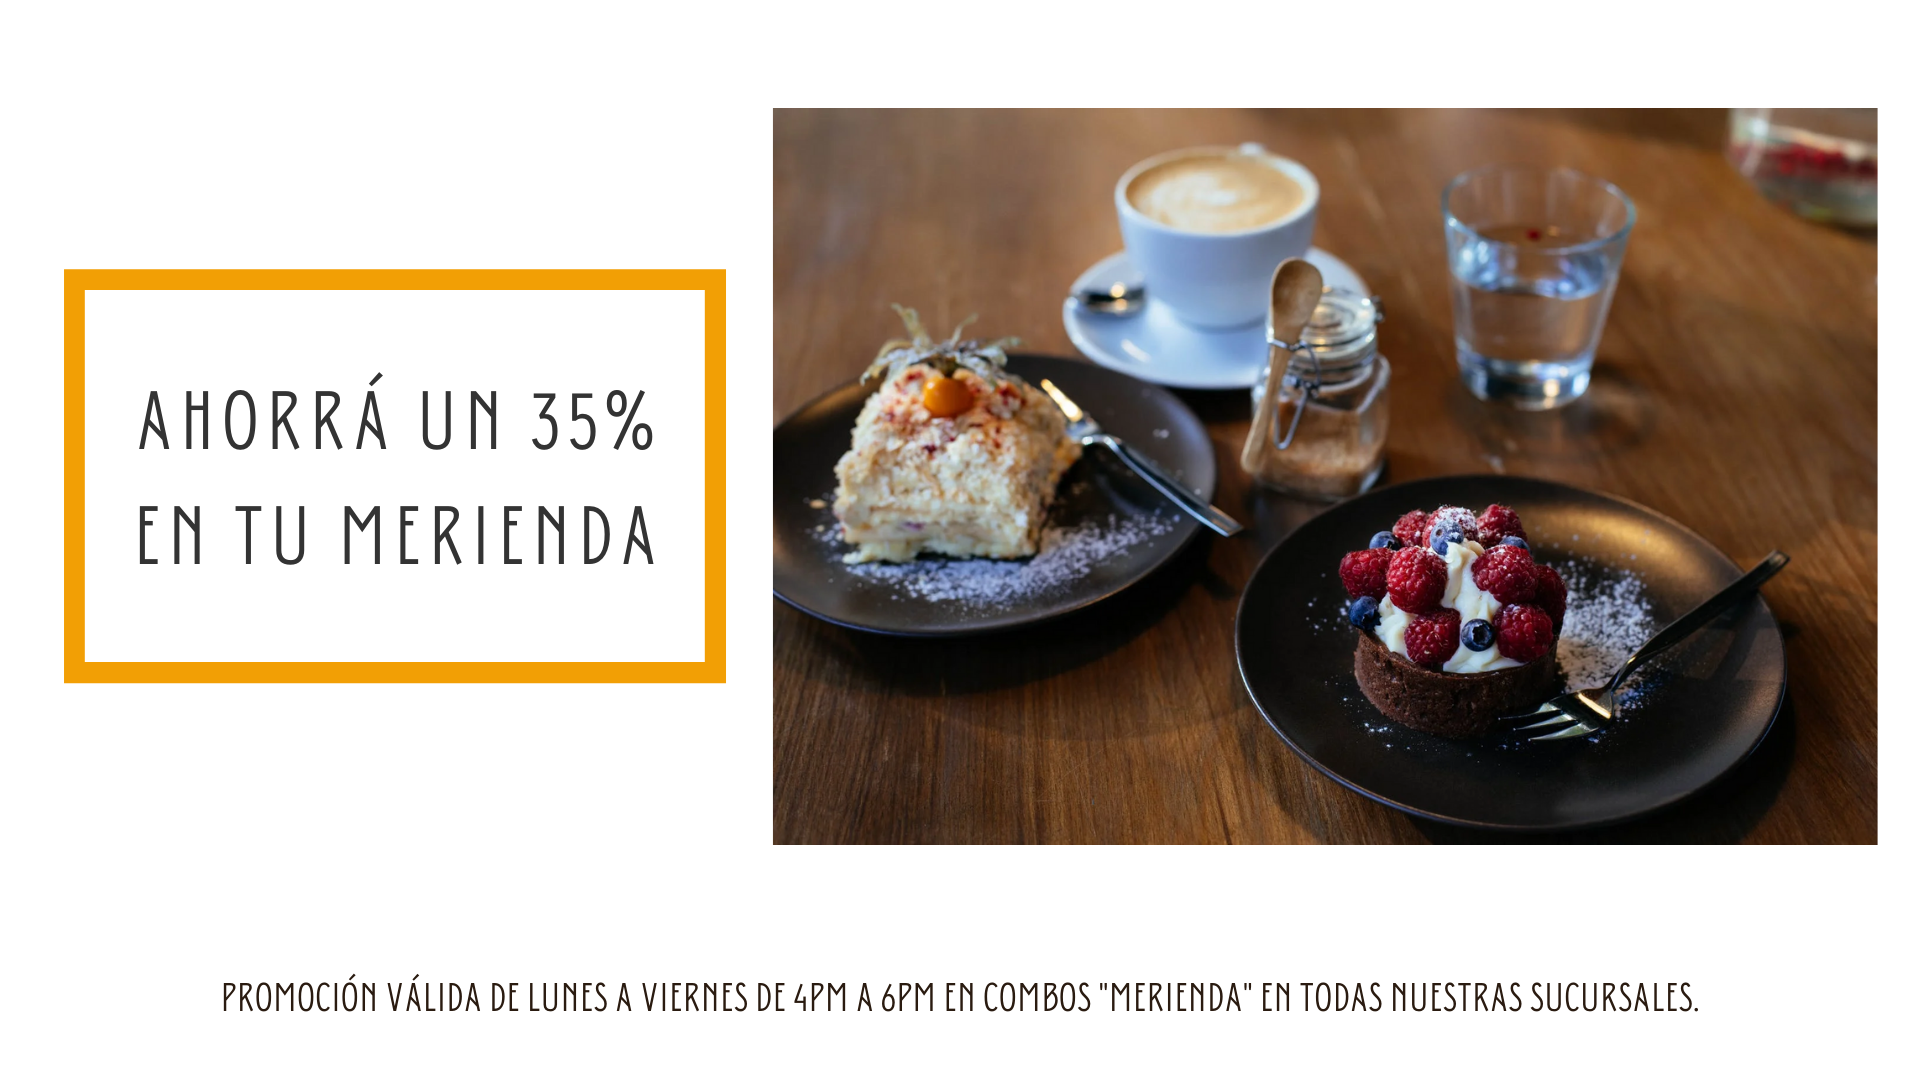 AHORRÁ UN 35%
EN TU MERIENDA
PROMOCIÓN VÁLIDA DE LUNES A VIERNES DE 4PM A 6PM EN COMBOS "MERIENDA" EN TODAS NUESTRAS SUCURSALES.